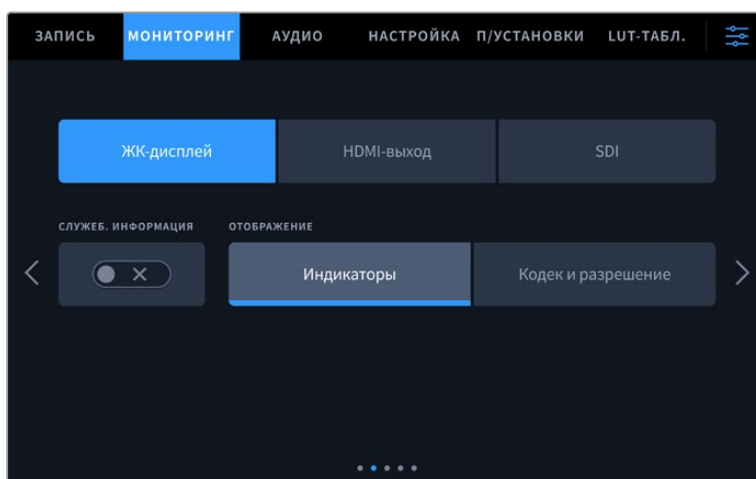 ЗАПИСЬ МОНИТОРИНГ АУДИО НАСТРОЙКА П/УСТАНОВКИ LUT-ТАБЛ.
ЖК-дисплей HDMI-выход SDI
СЛУЖЕБ. ИНФОРМАЦИЯ ОТОБРАЖЕНИЕ
Индикаторы Кодек и разрешение